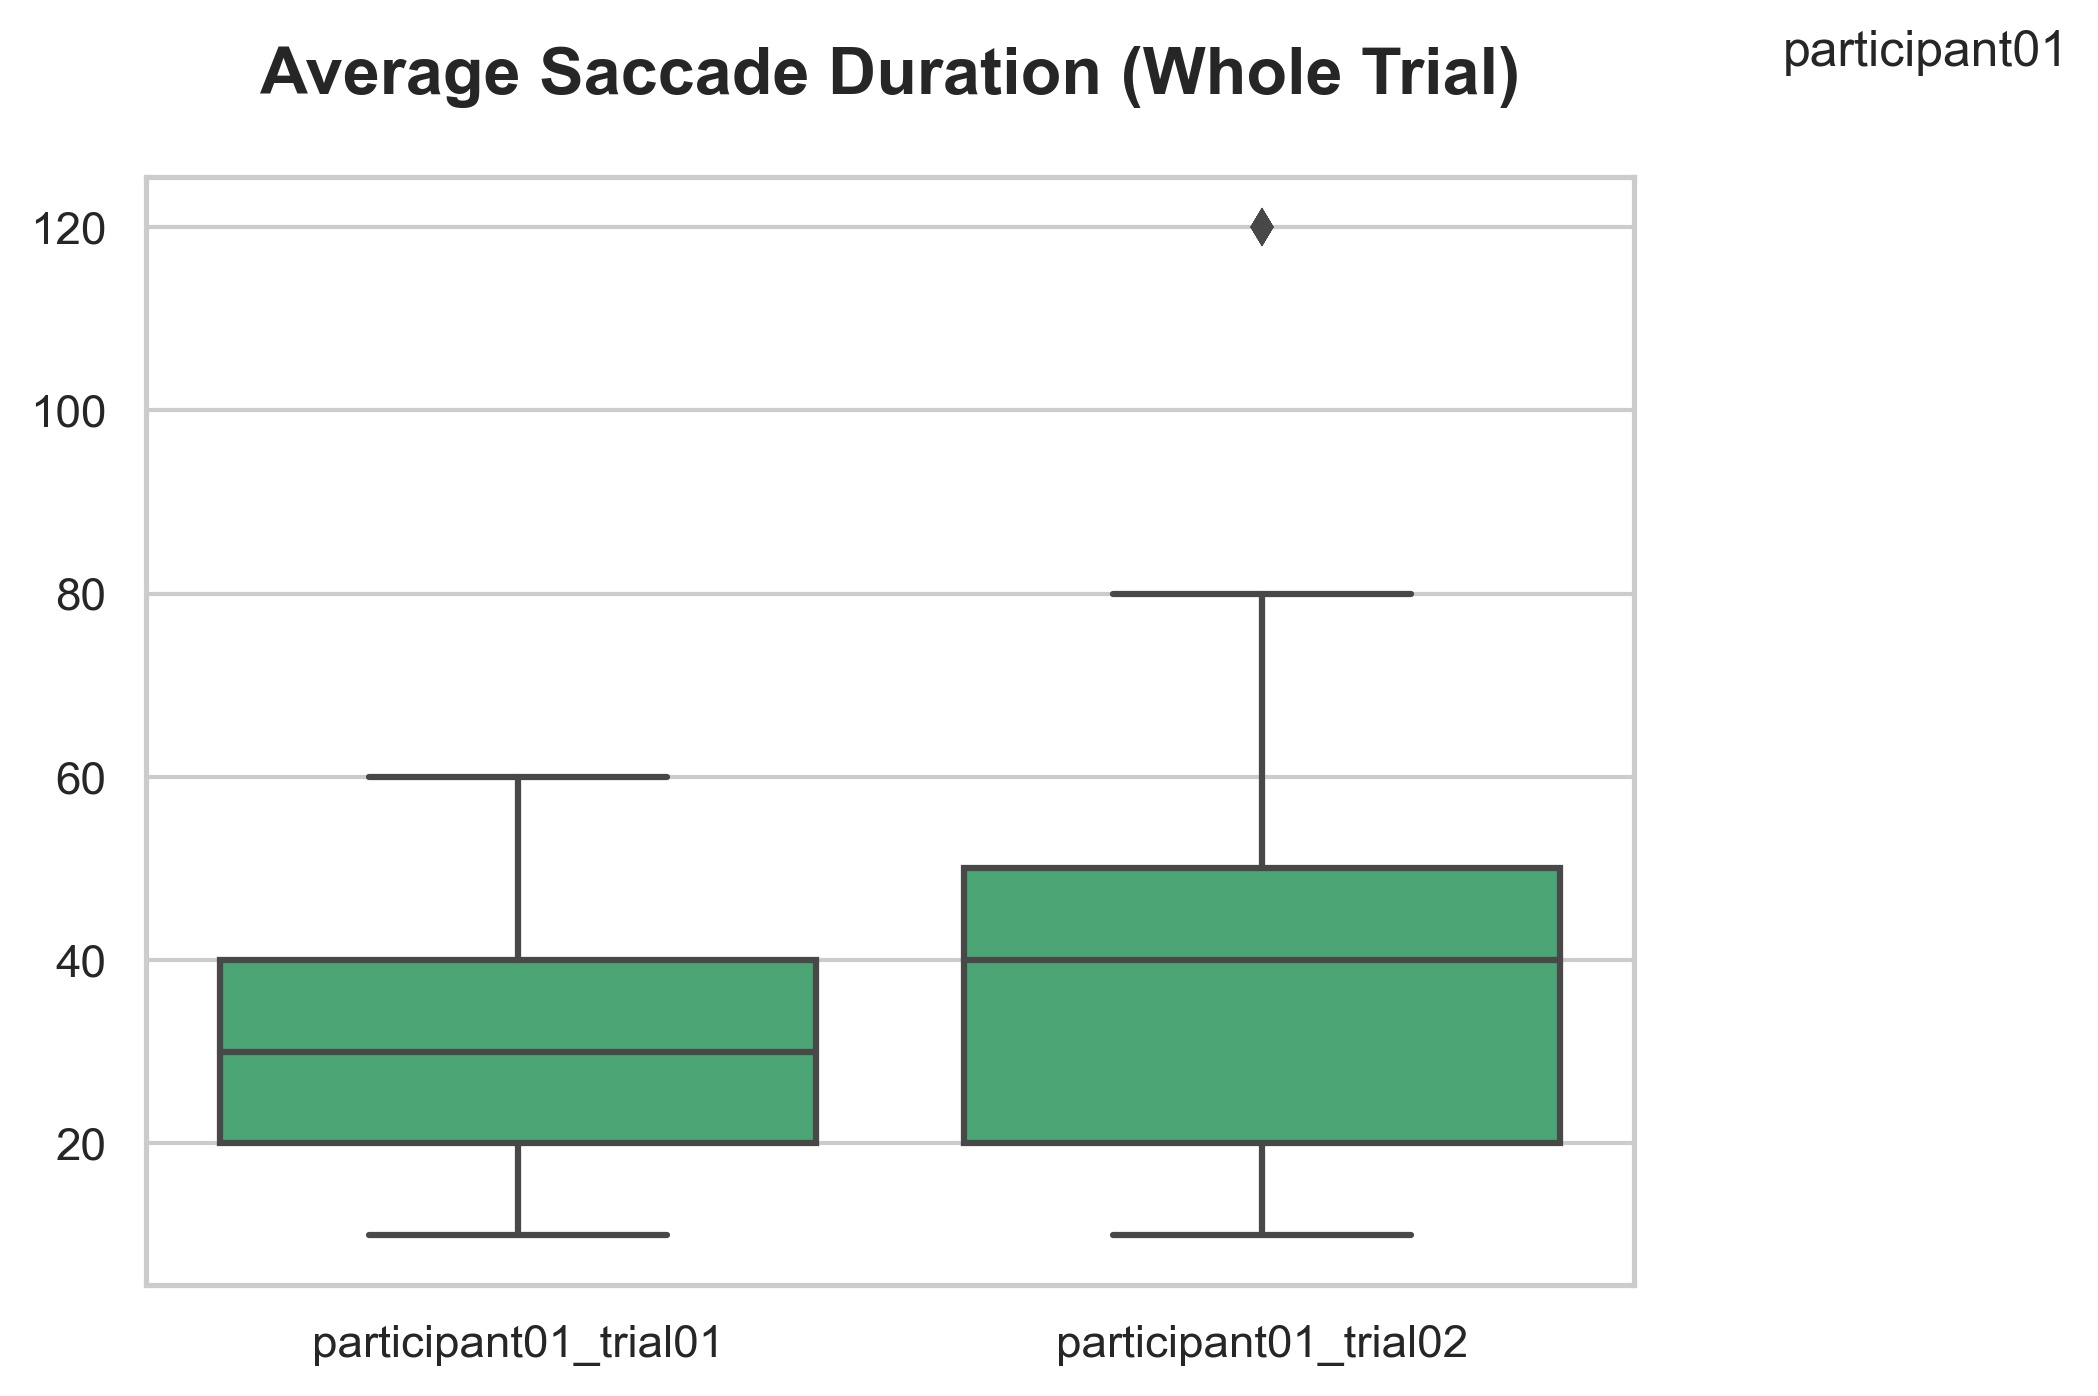 Average Saccade Duration (Whole Trial)
participant01
120
100
80
60
40
20
participant01_trial01
participant01_trial02